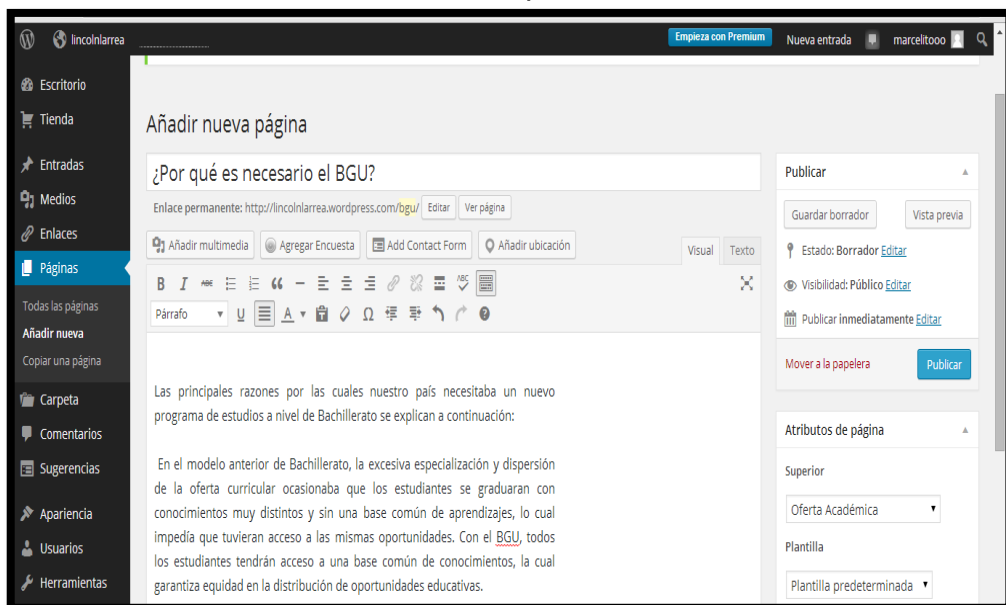 lincolnlarrea
Empieza con Premium
Nueva entrada
marcelitooo
Escritorio
Tienda
Entradas
Medios
Enlaces
Páginas
Todas las páginas
Añadir nueva
Copiar una página
Carpeta
Comentarios
Sugerencias
Apariencia
Usuarios
Herramientas
Añadir nueva página
¿Por qué es necesario el BGU?
Enlace permanente: http://lincolnlarrea.wordpress.com/bgu/ Editar Ver página
Añadir multimedia Agregar Encuesta Add Contact Form Añadir ubicación
Visual Texto
B I ABC ABC
Párrafo U A Ω
Las principales razones por las cuales nuestro país necesitaba un nuevo
programa de estudios a nivel de Bachillerato se explican a continuación:
En el modelo anterior de Bachillerato, la excesiva especialización y dispersión
de la oferta curricular ocasionaba que los estudiantes se graduaran con
conocimientos muy distintos y sin una base común de aprendizajes, lo cual
impedía que tuvieran acceso a las mismas oportunidades. Con el BGU, todos
los estudiantes tendrán acceso a una base común de conocimientos, la cual
garantiza equidad en la distribución de oportunidades educativas.
Publicar
Guardar borrador Vista previa
Estado: Borrador Editar
Visibilidad: Público Editar
Publicar inmediatamente Editar
Mover a la papelera Publicar
Atributos de página
Superior
Oferta Académica
Plantilla
Plantilla predeterminada